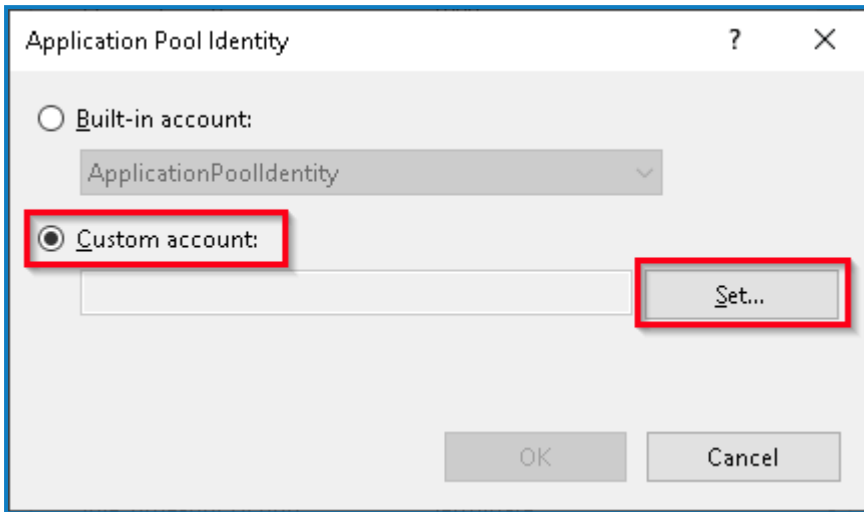 Application Pool Identity
?
Built-in account:
ApplicationPoolIdentity
Custom account:
Set...
OK
Cancel